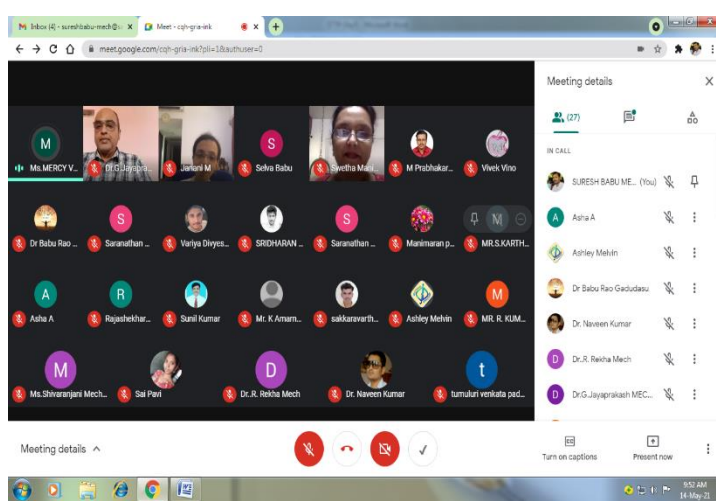 Inbox (4) - sureshbabu-mech@sr
Meet - cqh-gria-ink
meet.google.com/cqh-gria-ink?pli=1&authuser=0
Meeting details
(27)
IN CALL
M
Ms.MERCY V...
Dr.G.Jayapra...
Janani M
S
Selva Babu
Swetha Mani...
M Prabhakar...
Vivek Vino
Dr Babu Rao ...
S
Saranathan ...
Variya Divyes...
SRIDHARAN ...
S
Saranathan ...
Manimaran p...
M
MR.S.KARTH...
A
Asha A
R
Rajashekhar...
Sunil Kumar
Mr. K Amarn...
sakkaravarth...
Ashley Melvin
M
MR. R. KUM...
M
Ms.Shivaranjani Mech...
Sai Pavi
D
Dr..R. Rekha Mech
Dr. Naveen Kumar
t
tumuluri venkata pad...
SURESH BABU ME... (You)
A
Asha A
Ashley Melvin
Dr Babu Rao Gadudasu
Dr. Naveen Kumar
D
Dr..R. Rekha Mech
D
Dr.G.Jayaprakash MEC...
Meeting details
Turn on captions
Present now
9:52 AM
14-May-22